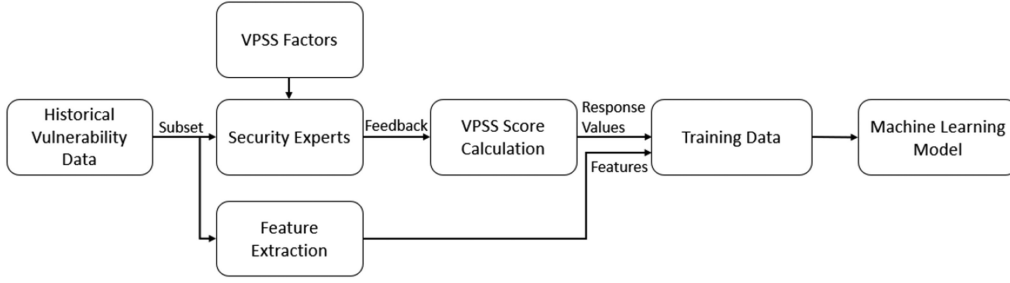 VPSS Factors
Historical
Vulnerability
Data
Subset
Security Experts
Feedback
VPSS Score
Calculation
Response
Values
Features
Training Data
Machine Learning
Model
Feature
Extraction